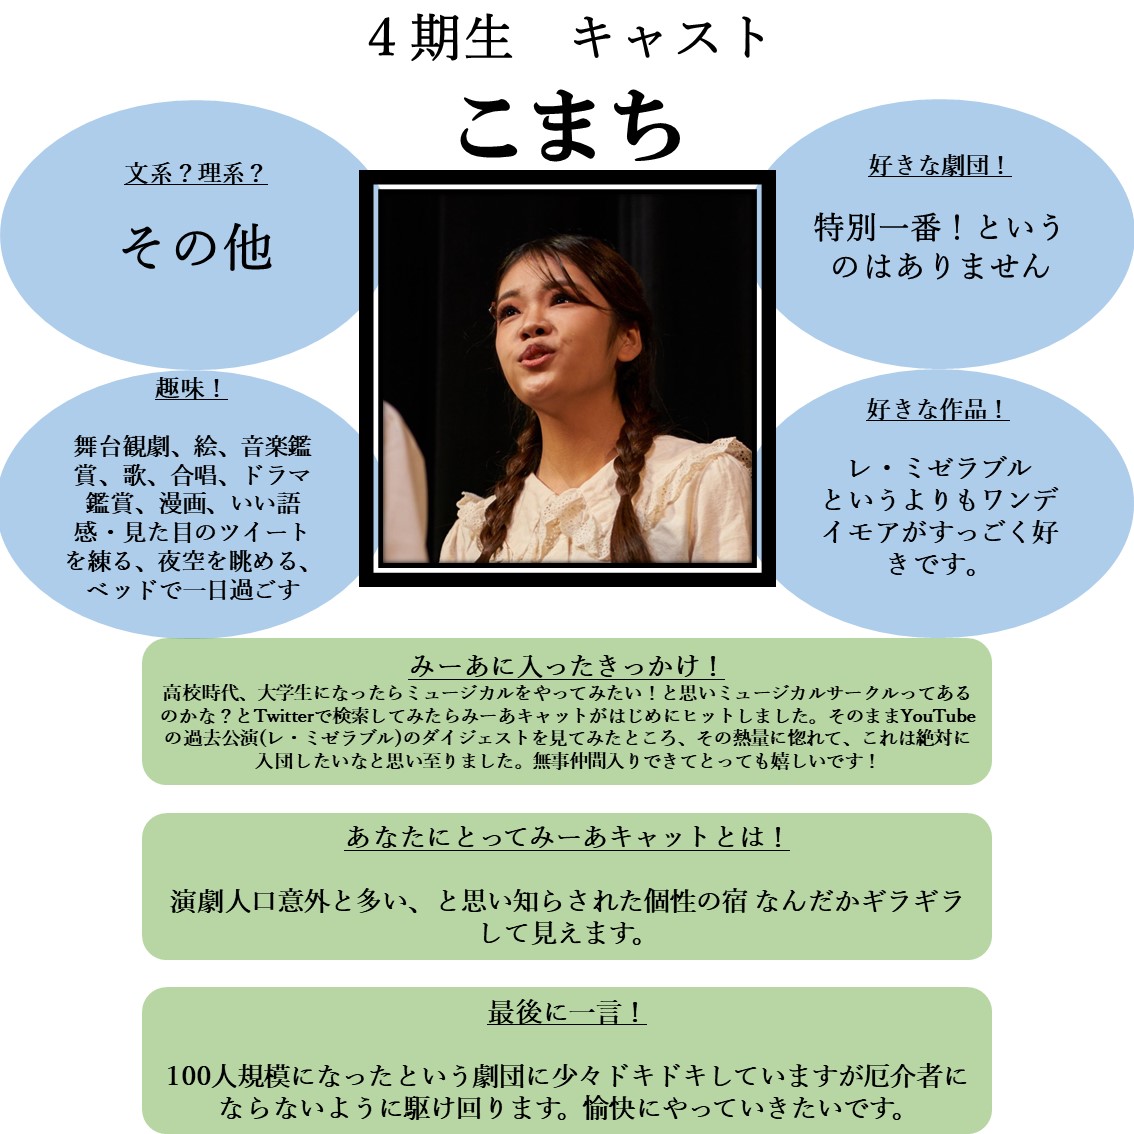 ４期生　キャスト
こまち
文系？理系？
その他
好きな劇団！
特別一番！という
のはありません
趣味！
舞台観劇、絵、音楽鑑
賞、歌、合唱、ドラマ
鑑賞、漫画、いい語
感・見た目のツイート
を練る、夜空を眺める、
ベッドで一日過ごす
好きな作品！
レ・ミゼラブル
というよりもワンデ
イモアがすっごく好
きです。
みーあに入ったきっかけ！
高校時代、大学生になったらミュージカルをやってみたい！と思いミュージカルサークルってある
のかな？とTwitterで検索してみたらみーあキャットがはじめにヒットしました。そのままYouTube
の過去公演(レ・ミゼラブル)のダイジェストを見てみたところ、その熱量に惚れて、これは絶対に
入団したいなと思い至りました。無事仲間入りできてとっても嬉しいです！
あなたにとってみーあキャットとは！
演劇人口意外と多い、と思い知らされた個性の宿 なんだかギラギラ
して見えます。
最後に一言！
100人規模になったという劇団に少々ドキドキしていますが厄介者に
ならないように駆け回ります。愉快にやっていきたいです。